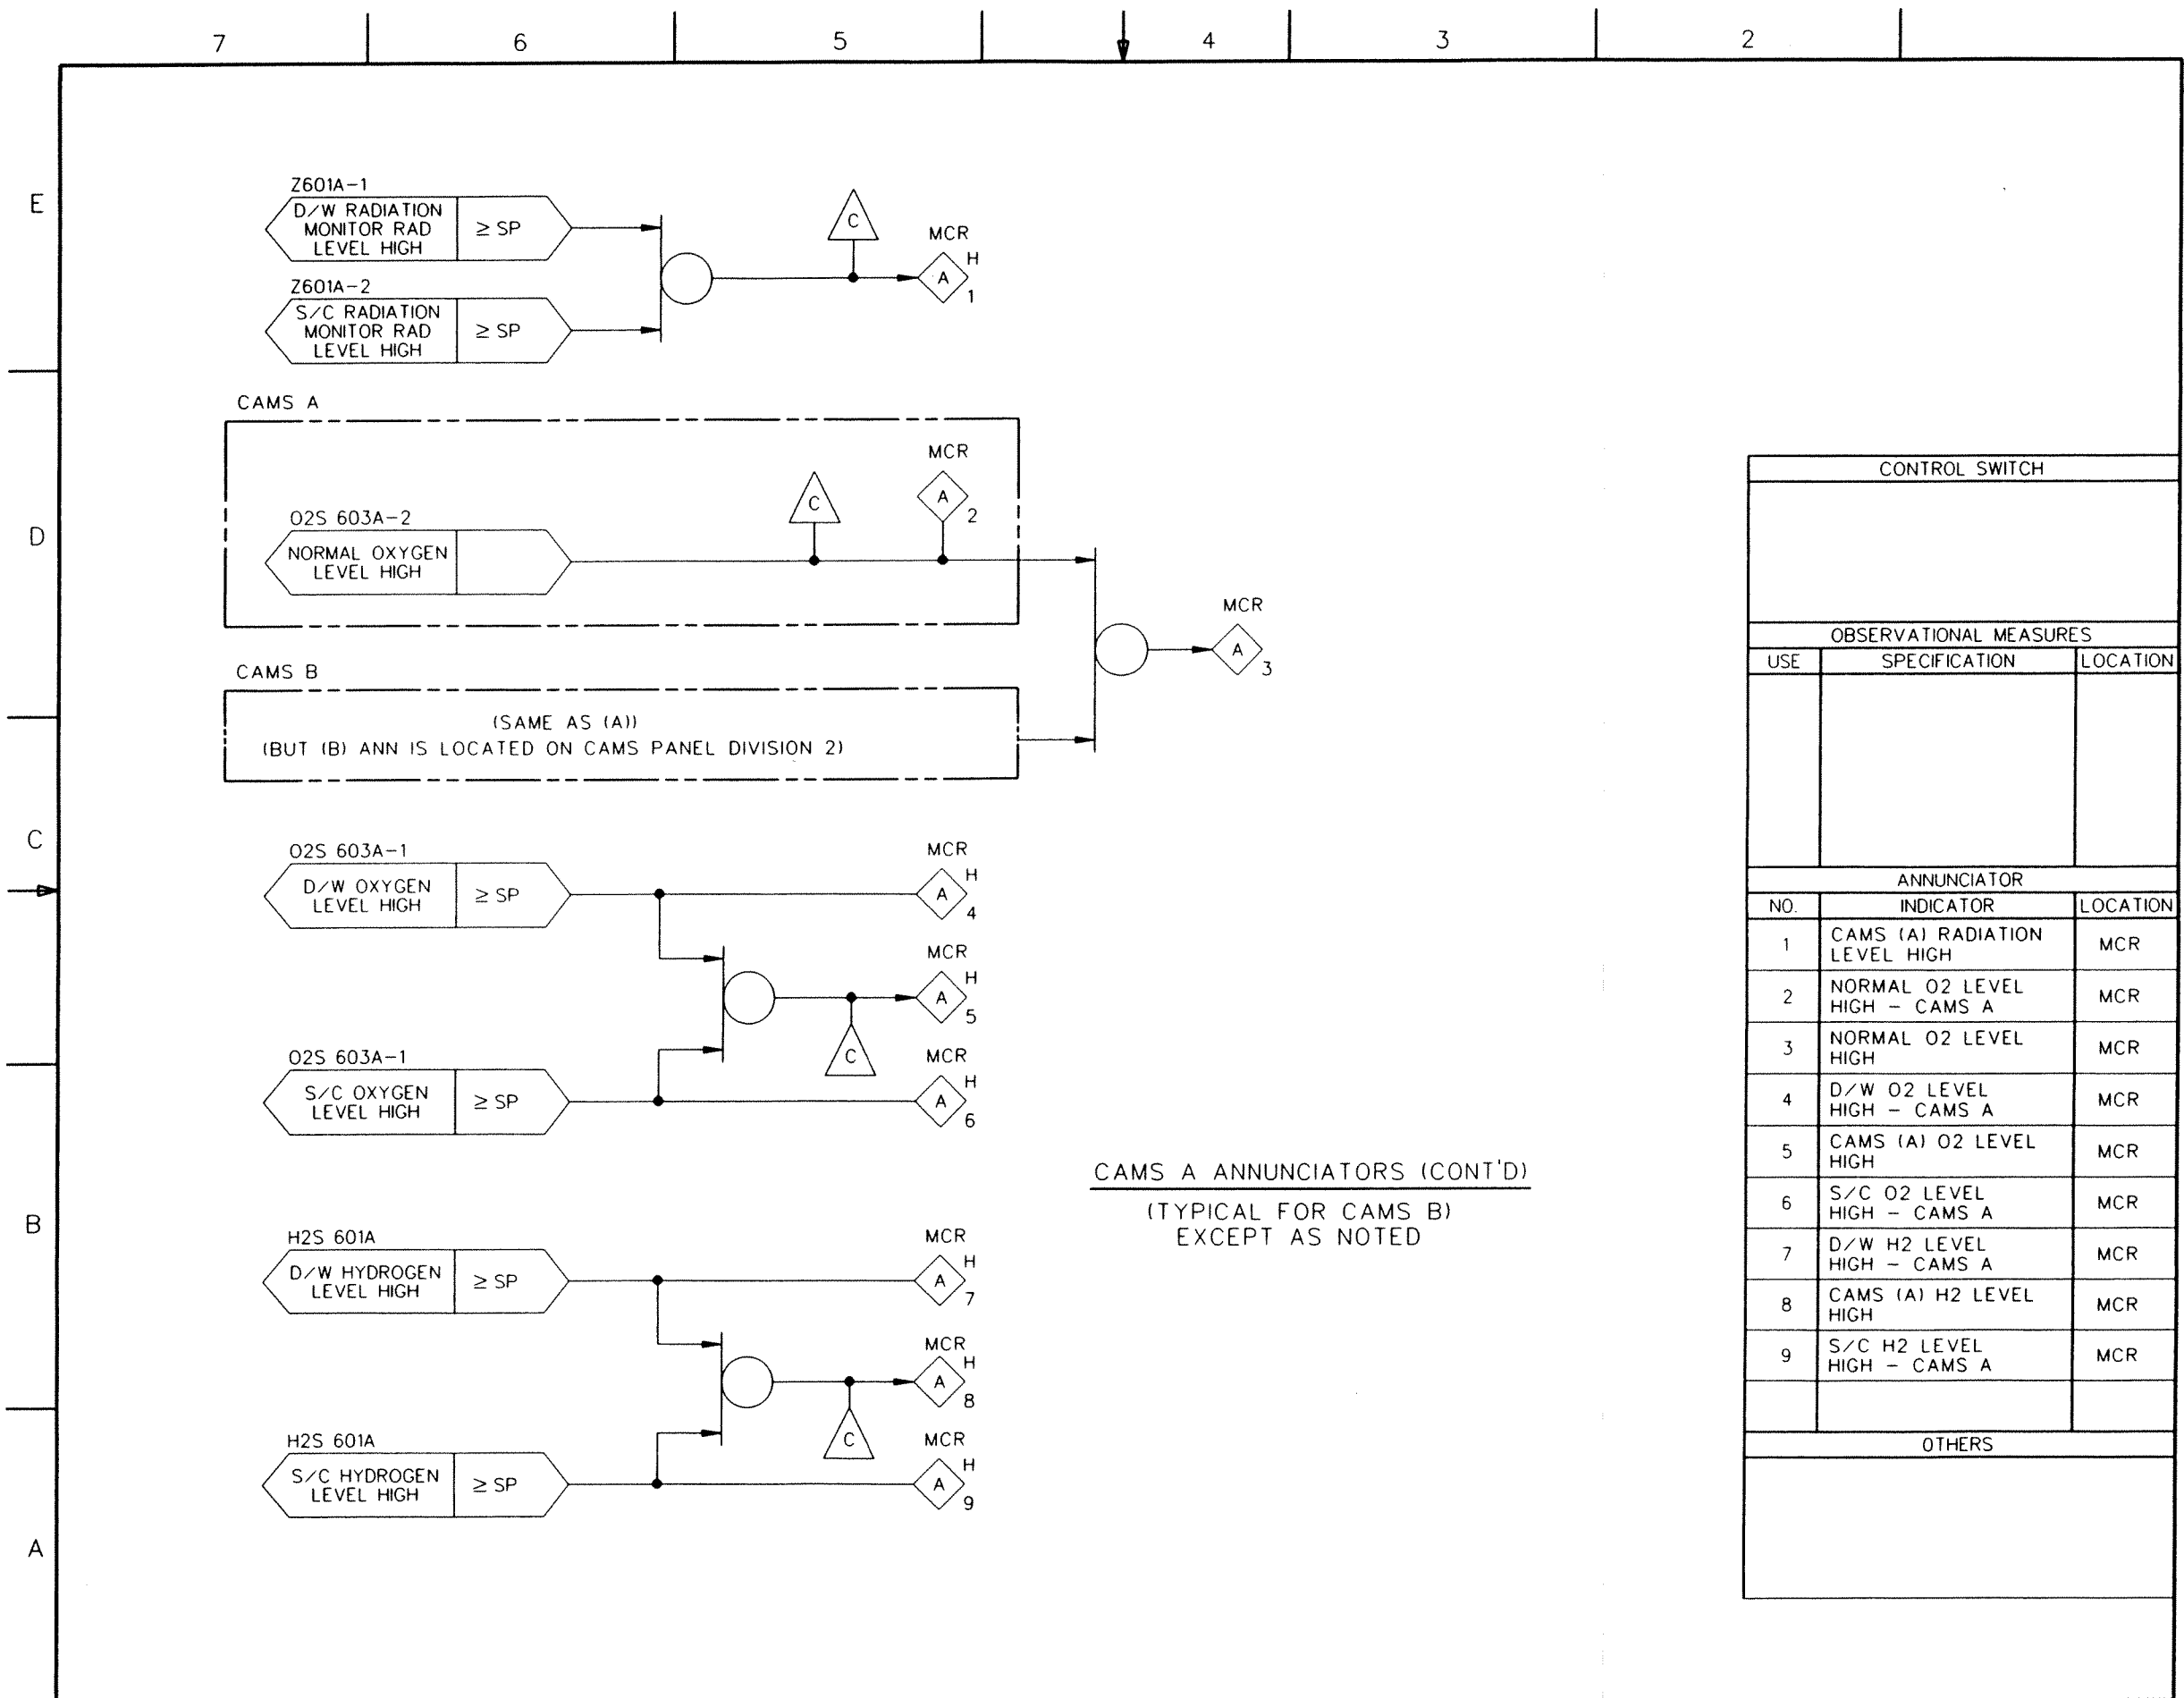 7 6 5 4 3 2
E
D
C
B
A
Z601A-1
D/W RADIATION
MONITOR RAD
LEVEL HIGH
≥ SP
Z601A-2
S/C RADIATION
MONITOR RAD
LEVEL HIGH
≥ SP
C
MCR
A
H
1
CAMS A
O2S 603A-2
NORMAL OXYGEN
LEVEL HIGH
C
MCR
A
2
CAMS B
(SAME AS (A))
(BUT (B) ANN IS LOCATED ON CAMS PANEL DIVISION 2)
MCR
A
3
O2S 603A-1
D/W OXYGEN
LEVEL HIGH
≥ SP
MCR
H
A
4
MCR
H
A
5
C
O2S 603A-1
S/C OXYGEN
LEVEL HIGH
≥ SP
MCR
H
A
6
H2S 601A
D/W HYDROGEN
LEVEL HIGH
≥ SP
MCR
H
A
7
MCR
H
A
8
C
H2S 601A
S/C HYDROGEN
LEVEL HIGH
≥ SP
MCR
H
A
9
CAMS A ANNUNCIATORS (CONT'D)
(TYPICAL FOR CAMS B)
EXCEPT AS NOTED
CONTROL SWITCH
OBSERVATIONAL MEASURES
USE SPECIFICATION LOCATION
ANNUNCIATOR
NO. INDICATOR LOCATION
1 CAMS (A) RADIATION LEVEL HIGH MCR
2 NORMAL O2 LEVEL HIGH - CAMS A MCR
3 NORMAL O2 LEVEL HIGH MCR
4 D/W O2 LEVEL HIGH - CAMS A MCR
5 CAMS (A) O2 LEVEL HIGH MCR
6 S/C O2 LEVEL HIGH - CAMS A MCR
7 D/W H2 LEVEL HIGH - CAMS A MCR
8 CAMS (A) H2 LEVEL HIGH MCR
9 S/C H2 LEVEL HIGH - CAMS A MCR
OTHERS